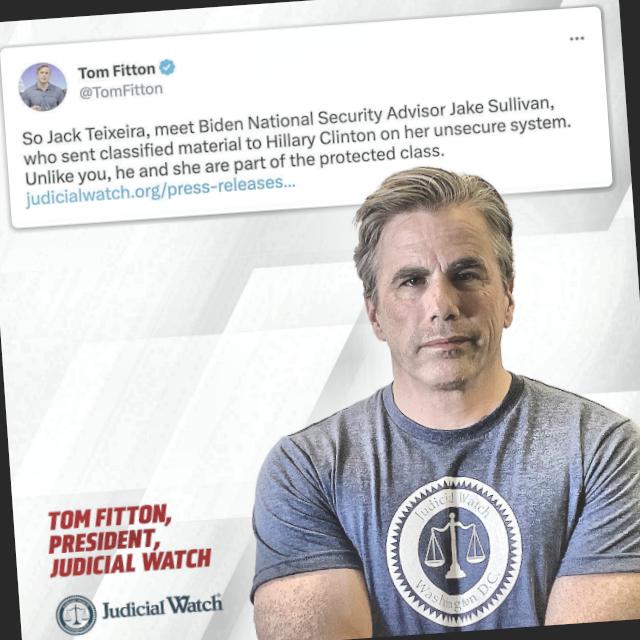 Tom Fitton
@TomFitton
So Jack Teixeira, meet Biden National Security Advisor Jake Sullivan,
who sent classified material to Hillary Clinton on her unsecure system.
Unlike you, he and she are part of the protected class.
judicialwatch.org/press-releases...
Judicial Watch
Washington D.C.
TOM FITTON,
PRESIDENT,
JUDICIAL WATCH
Judicial Watch